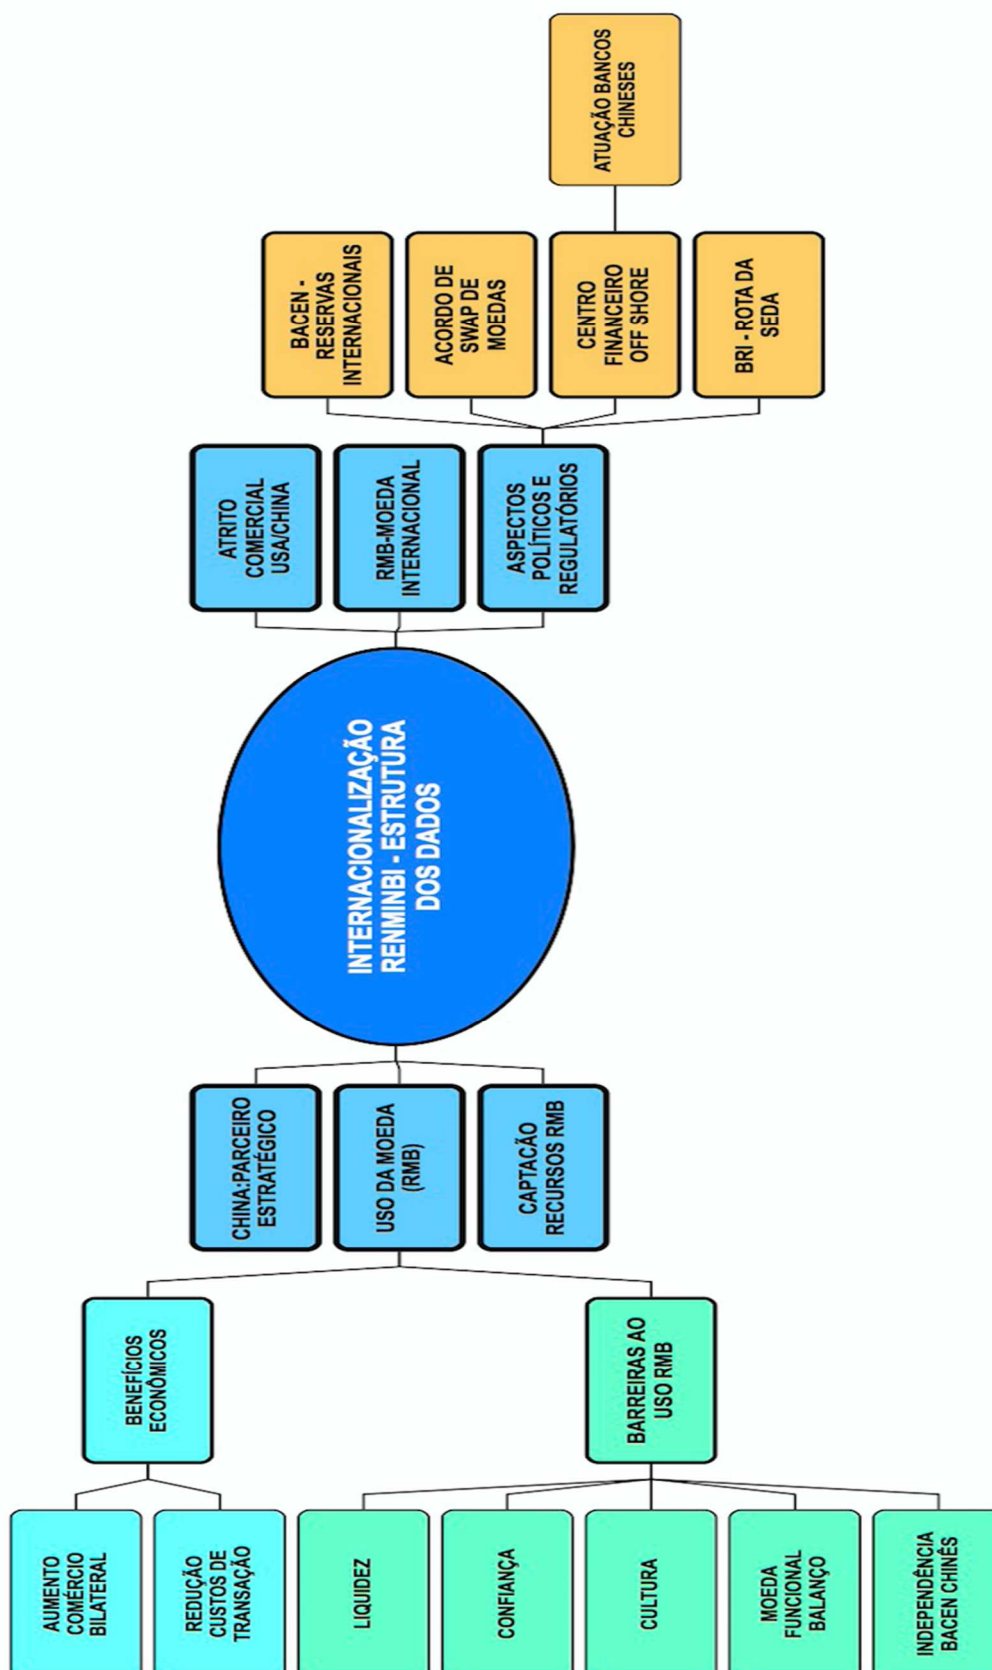 AUMENTO
COMÉRCIO
BILATERAL
REDUÇÃO
CUSTOS DE
TRANSAÇÃO
LIQUIDEZ
CONFIANÇA
CULTURA
MOEDA
FUNCIONAL
BALANÇO
INDEPENDÊNCIA
BACEN CHINÊS
BENEFÍCIOS
ECONÔMICOS
BARREIRAS AO
USO RMB
CHINA:PARCEIRO
ESTRATÉGICO
USO DA MOEDA
(RMB)
CAPTACÃO
RECURSOS RMB
INTERNACIONALIZAÇÃO
RENMINBI - ESTRUTURA
DOS DADOS
ATRITO
COMERCIAL
USA/CHINA
RMB-MOEDA
INTERNACIONAL
ASPECTOS
POLÍTICOS E
REGULATÓRIOS
BACEN -
RESERVAS
INTERNACIONAIS
ACORDO DE
SWAP DE
MOEDAS
CENTRO
FINANCEIRO
OFF SHORE
BRI - ROTA DA
SEDA
ATUAÇÃO BANCOS
CHINESES